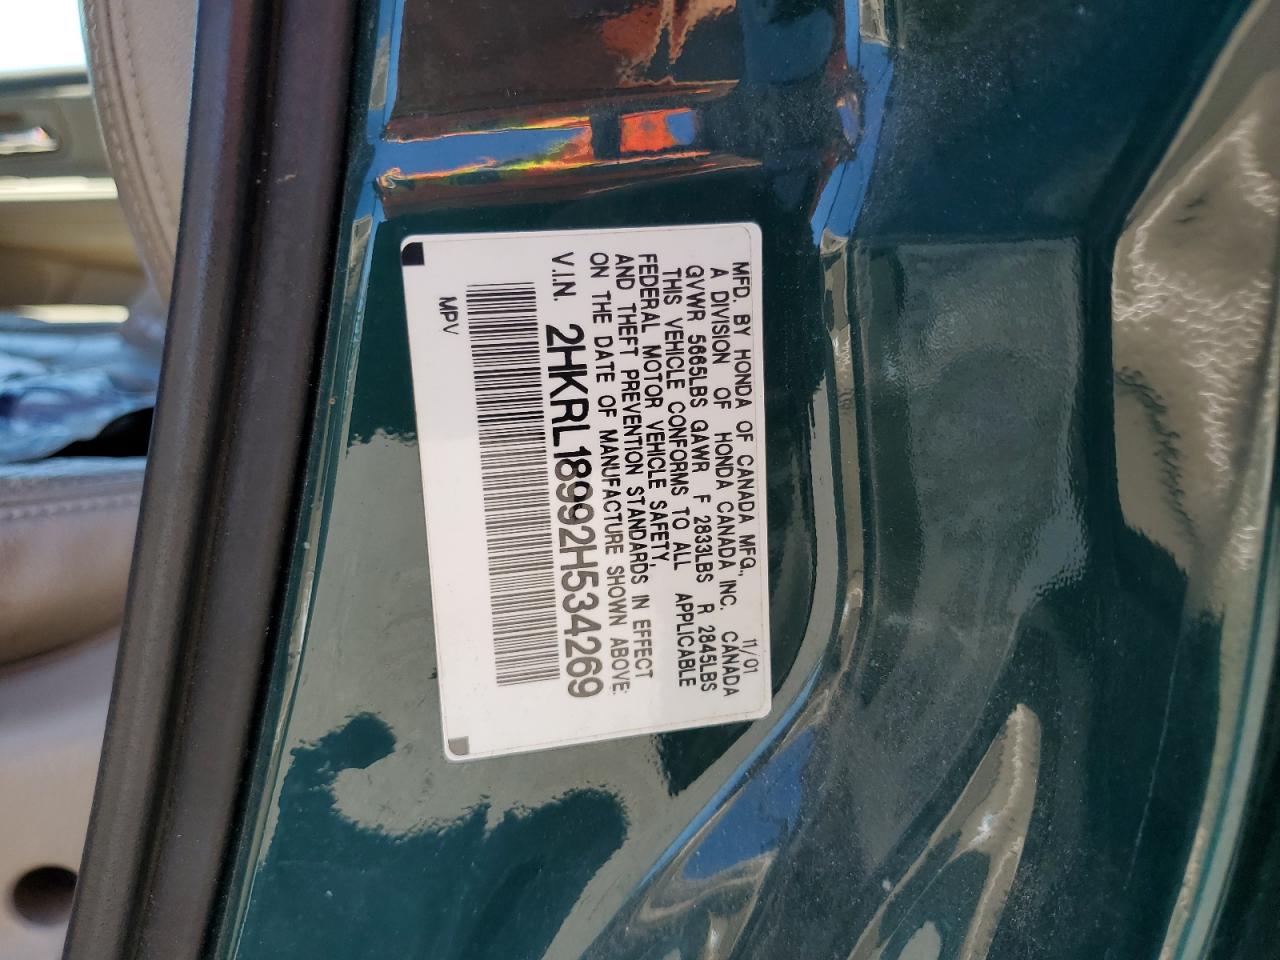 MFD. BY HONDA OF CANADA MFG., 11/01
A DIVISION OF HONDA CANADA INC. CANADA
GVWR 5665LBS GAWR F 2833LBS R 2845LBS
THIS VEHICLE CONFORMS TO ALL APPLICABLE
FEDERAL MOTOR VEHICLE SAFETY,
AND THEFT PREVENTION STANDARDS IN EFFECT
ON THE DATE OF MANUFACTURE SHOWN ABOVE:
V.I.N. 2HKRL18992H534269
MPV